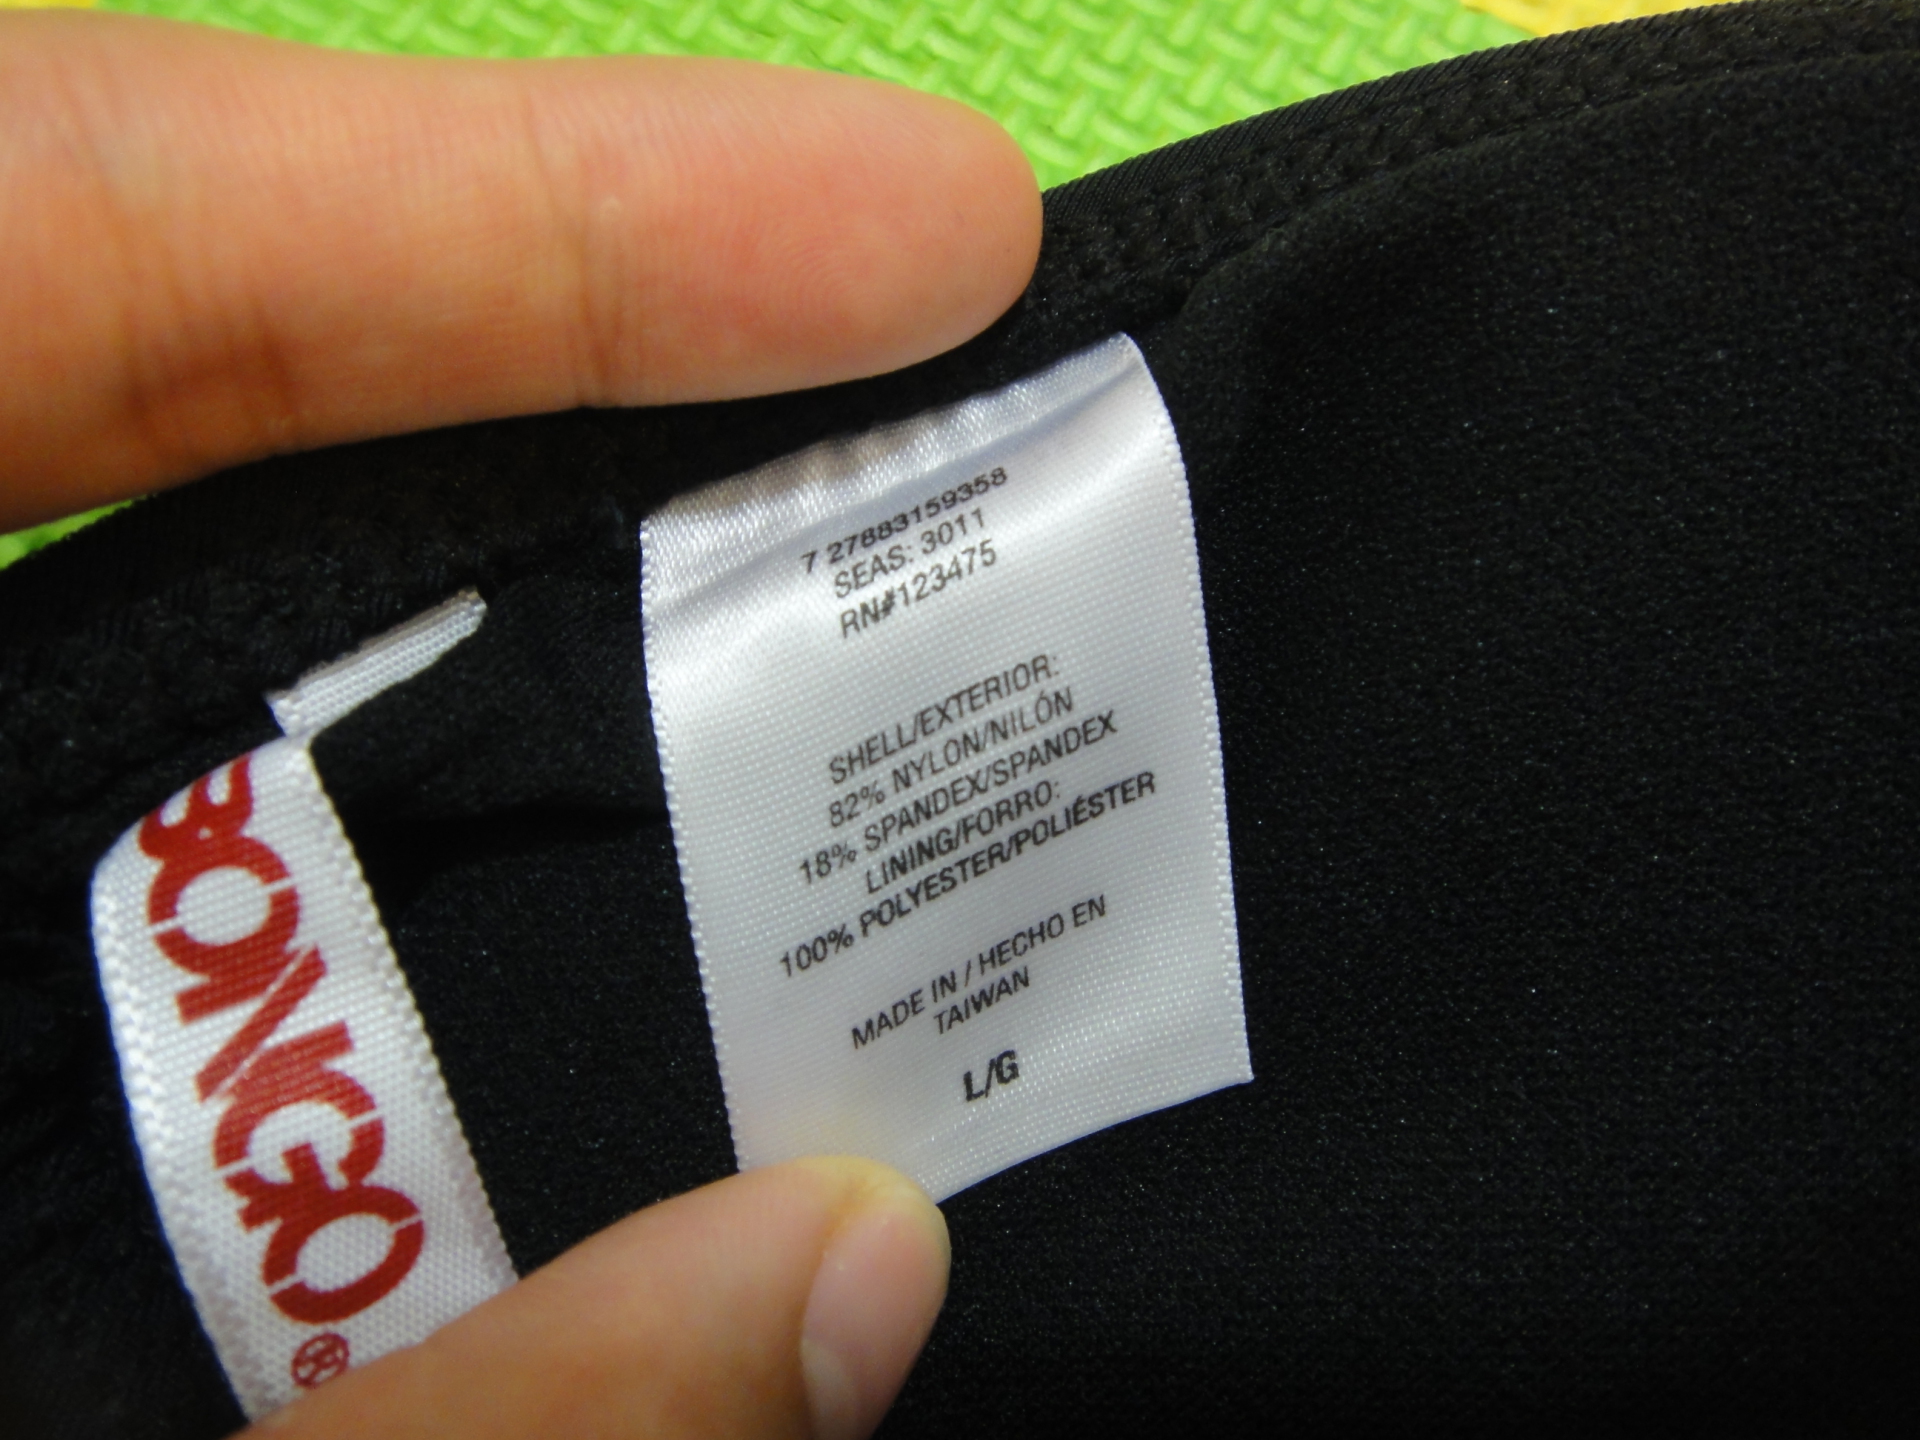 7 27883159358
SEAS: 3011
RN#123475
SHELL/EXTERIOR:
82% NYLON/NILÓN
18% SPANDEX/SPANDEX
LINING/FORRO:
100% POLYESTER/POLIÉSTER
MADE IN / HECHO EN
TAIWAN
L/G
BONGO®